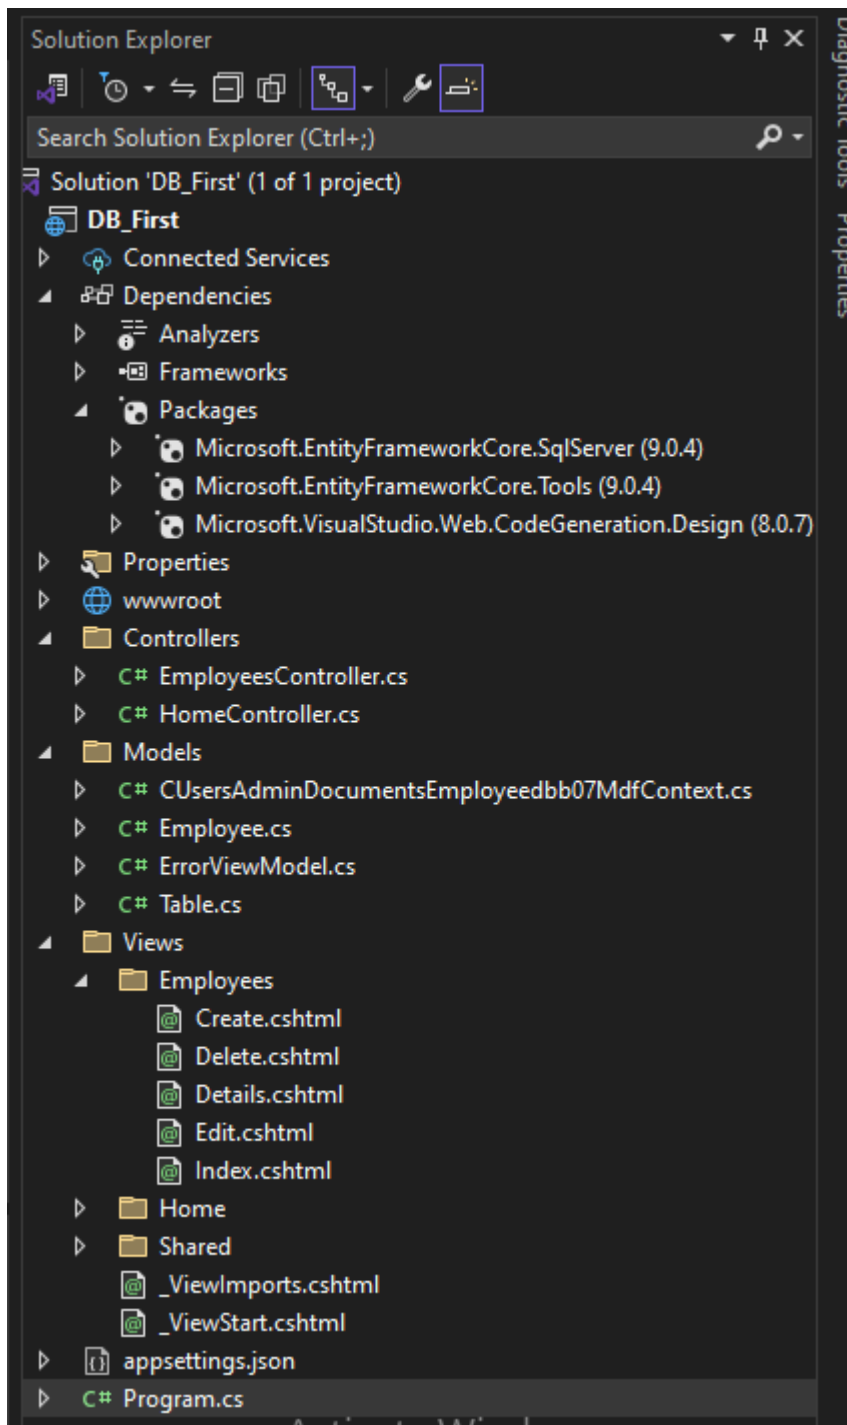 Solution Explorer
Search Solution Explorer (Ctrl+;)
Solution 'DB_First' (1 of 1 project)
DB_First
Connected Services
Dependencies
Analyzers
Frameworks
Packages
Microsoft.EntityFrameworkCore.SqlServer (9.0.4)
Microsoft.EntityFrameworkCore.Tools (9.0.4)
Microsoft.VisualStudio.Web.CodeGeneration.Design (8.0.7)
Properties
wwwroot
Controllers
C# EmployeesController.cs
C# HomeController.cs
Models
C# CUsersAdminDocumentsEmployeedbb07MdfContext.cs
C# Employee.cs
C# ErrorViewModel.cs
C# Table.cs
Views
Employees
Create.cshtml
Delete.cshtml
Details.cshtml
Edit.cshtml
Index.cshtml
Home
Shared
_ViewImports.cshtml
_ViewStart.cshtml
appsettings.json
C# Program.cs
Diagnostic Tools
Properties